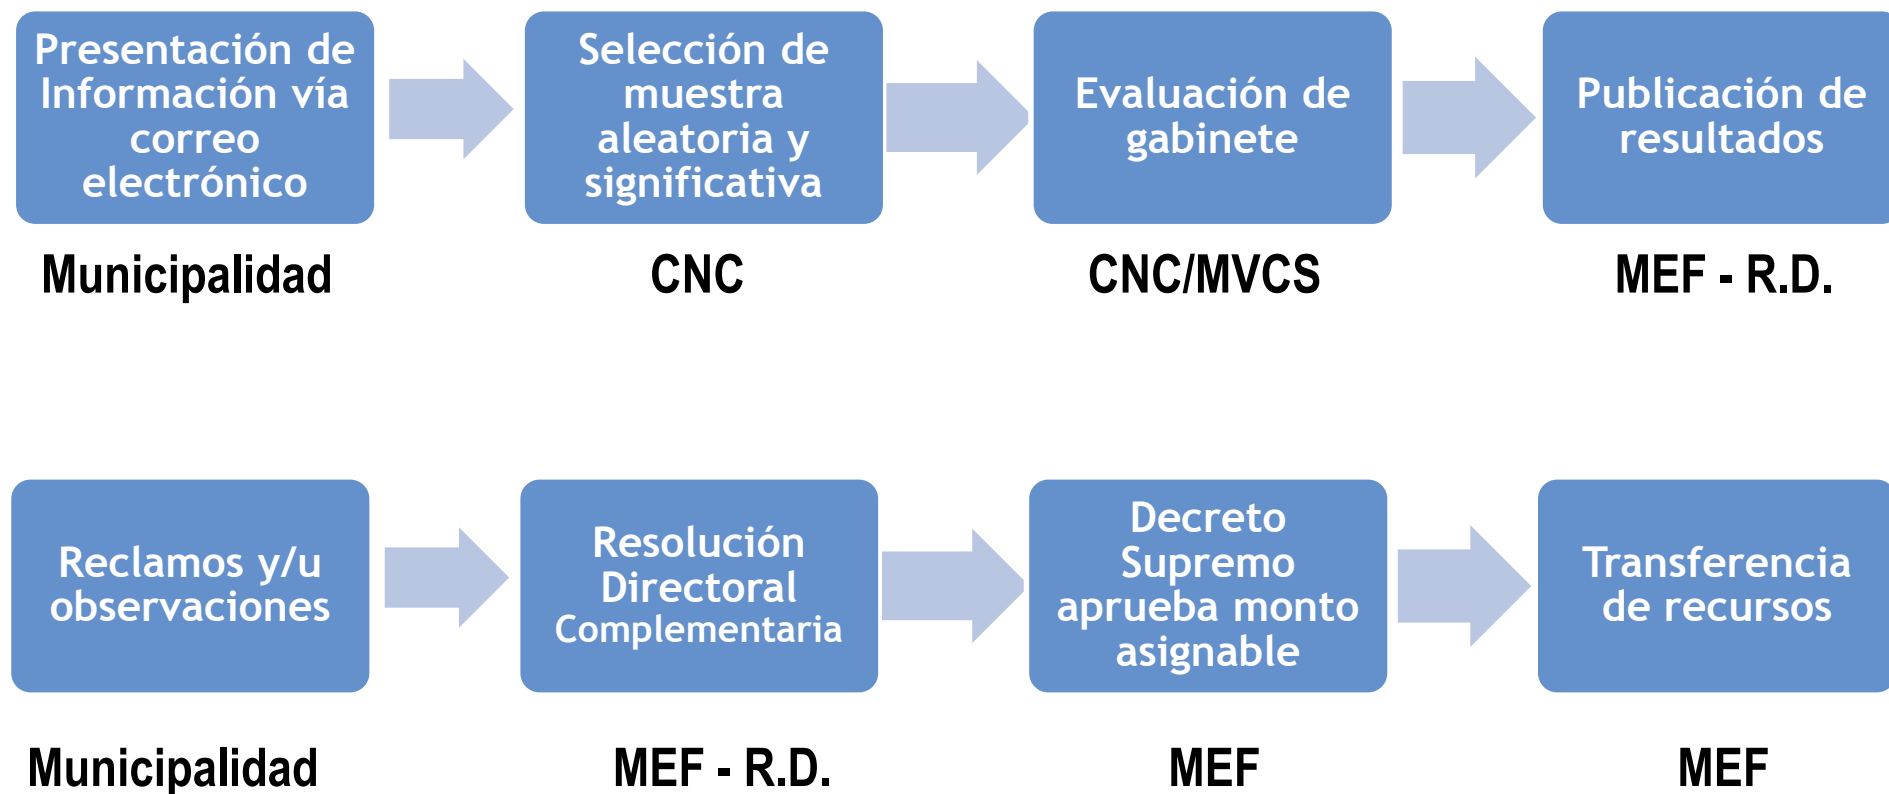 Presentación de
Información vía
correo
electrónico
Selección de
muestra
aleatoria y
significativa
Evaluación de
gabinete
Publicación de
resultados
Municipalidad
CNC
CNC/MVCS
MEF - R.D.
Reclamos y/u
observaciones
Resolución
Directoral
Complementaria
Decreto
Supremo
aprueba monto
asignable
Transferencia
de recursos
Municipalidad
MEF - R.D.
MEF
MEF